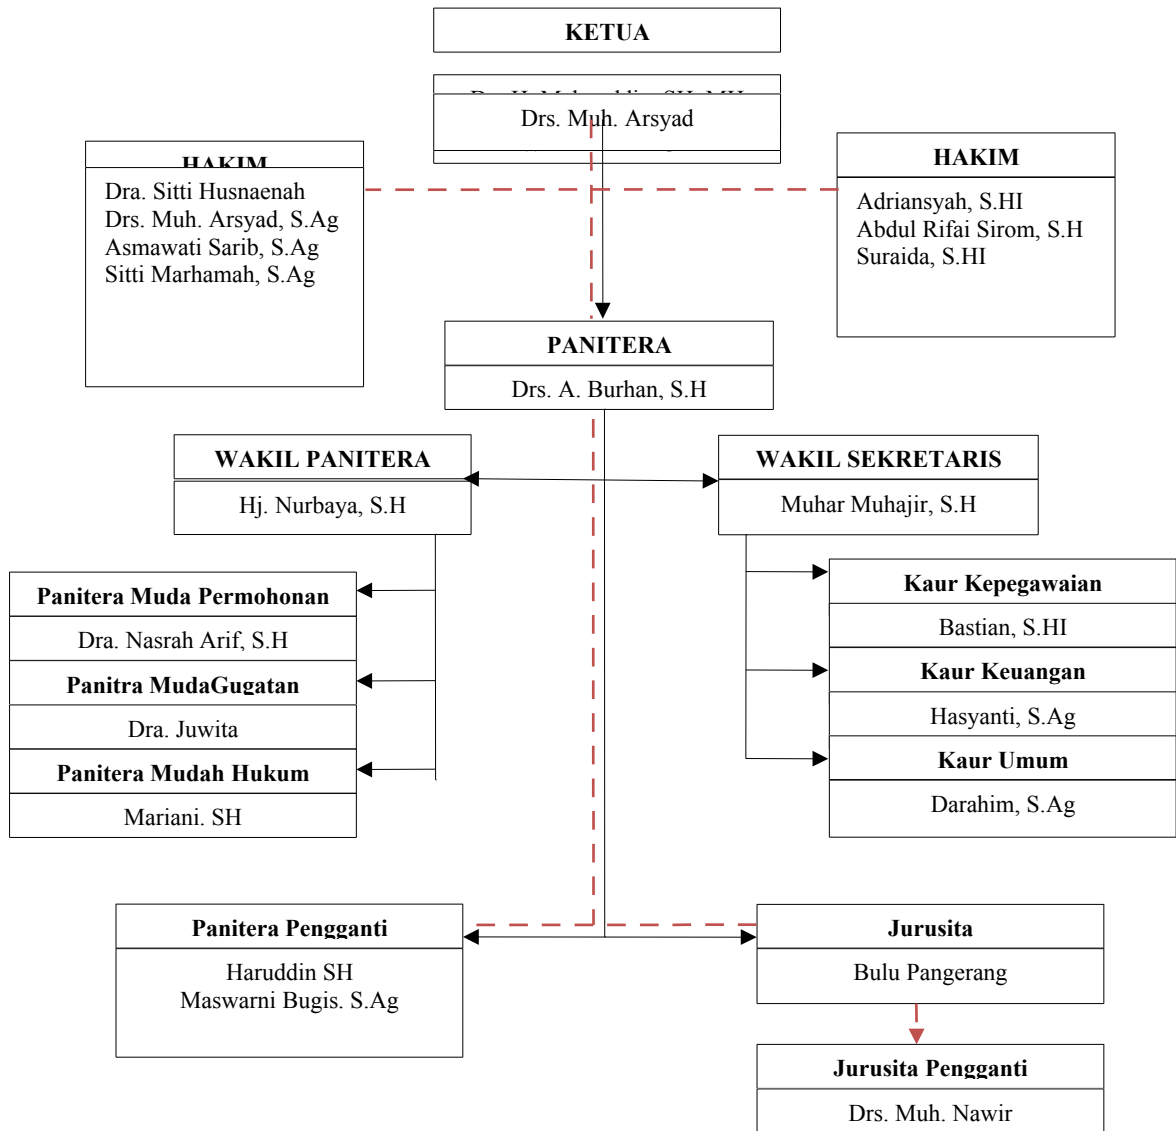 KETUA
Drs. Muh. Arsyad
HAKIM
Dra. Sitti Husnaenah
Drs. Muh. Arsyad, S.Ag
Asmawati Sarib, S.Ag
Sitti Marhamah, S.Ag
HAKIM
Adriansyah, S.HI
Abdul Rifai Sirom, S.H
Suraida, S.HI
PANITERA
Drs. A. Burhan, S.H
WAKIL PANITERA
Hj. Nurbaya, S.H
WAKIL SEKRETARIS
Muhar Muhajir, S.H
Panitera Muda Permohonan
Dra. Nasrah Arif, S.H
Panitra MudaGugatan
Dra. Juwita
Panitera Mudah Hukum
Mariani. SH
Kaur Kepegawaian
Bastian, S.HI
Kaur Keuangan
Hasyanti, S.Ag
Kaur Umum
Darahim, S.Ag
Panitera Pengganti
Haruddin SH
Maswarni Bugis. S.Ag
Jurusita
Bulu Pangerang
Jurusita Pengganti
Drs. Muh. Nawir